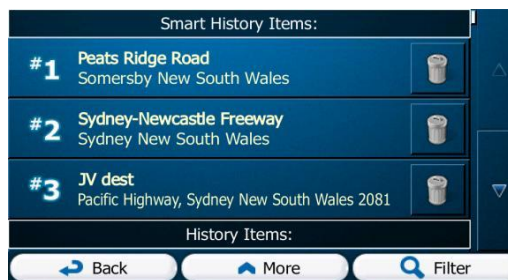 Smart History Items:
#1 Peats Ridge Road
Somersby New South Wales
#2 Sydney-Newcastle Freeway
Sydney New South Wales
#3 JV dest
Pacific Highway, Sydney New South Wales 2081
History Items:
Back More Filter